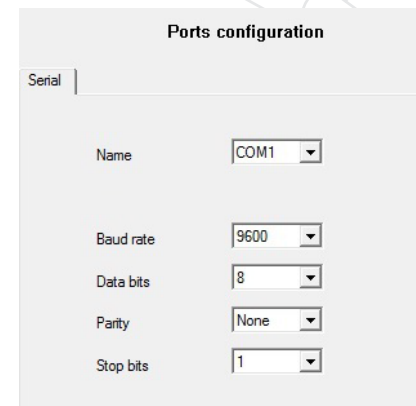 Ports configuration
Serial
Name COM1
Baud rate 9600
Data bits 8
Parity None
Stop bits 1